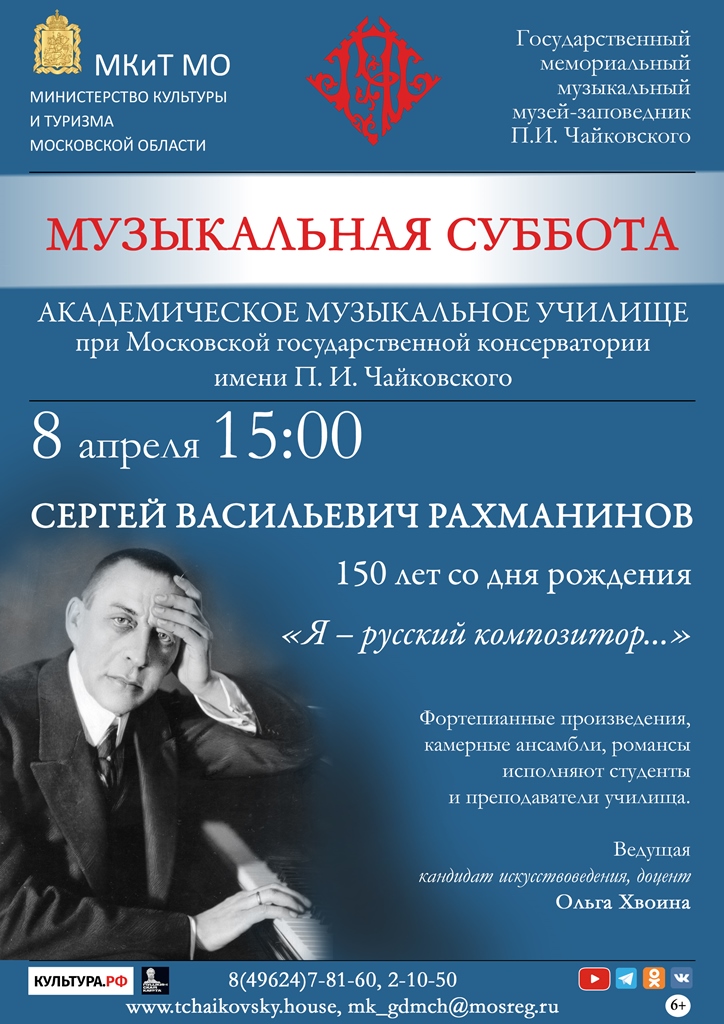 МКиТ МО
МИНИСТЕРСТВО КУЛЬТУРЫ
И ТУРИЗМА
МОСКОВСКОЙ ОБЛАСТИ
Государственный
мемориальный
музыкальный
музей-заповедник
П.И. Чайковского
МУЗЫКАЛЬНАЯ СУББОТА
АКАДЕМИЧЕСКОЕ МУЗЫКАЛЬНОЕ УЧИЛИЩЕ
при Московской государственной консерватории
имени П. И. Чайковского
8 апреля 15:00
СЕРГЕЙ ВАСИЛЬЕВИЧ РАХМАНИНОВ
150 лет со дня рождения
«Я – русский композитор...»
Фортепианные произведения,
камерные ансамбли, романсы
исполняют студенты
и преподаватели училища.
Ведущая
кандидат искусствоведения, доцент
Ольга Хвоина
КУЛЬТУРА.РФ
8(49624)7-81-60, 2-10-50
www.tchaikovsky.house, mk_gdmch@mosreg.ru
6+